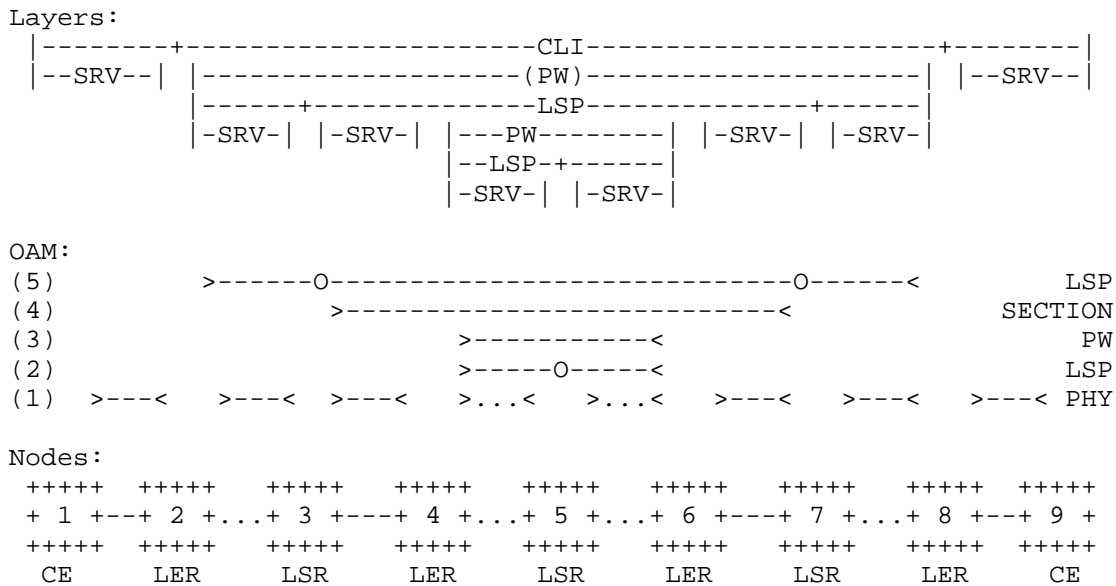 Layers:
|--------+----------------------CLI----------------------+--------|
|--SRV--| |--------------------(PW)---------------------| |--SRV--|
|------+--------------LSP--------------+------|
|-SRV-| |-SRV-| |---PW--------| |-SRV-| |-SRV-|
|--LSP-+------|
|-SRV-| |-SRV-|
OAM:
(5) >------O-----------------------------O------< LSP
(4) >---------------------------< SECTION
(3) >-----------< PW
(2) >-----O-----< LSP
(1) >---< >---< >---< >...< >...< >---< >---< >---< PHY
Nodes:
+++++ +++++ +++++ +++++ +++++ +++++ +++++ +++++ +++++
+ 1 +--+ 2 +...+ 3 +---+ 4 +...+ 5 +...+ 6 +---+ 7 +...+ 8 +--+ 9 +
+++++ +++++ +++++ +++++ +++++ +++++ +++++ +++++ +++++
CE LER LSR LER LSR LER LSR LER CE